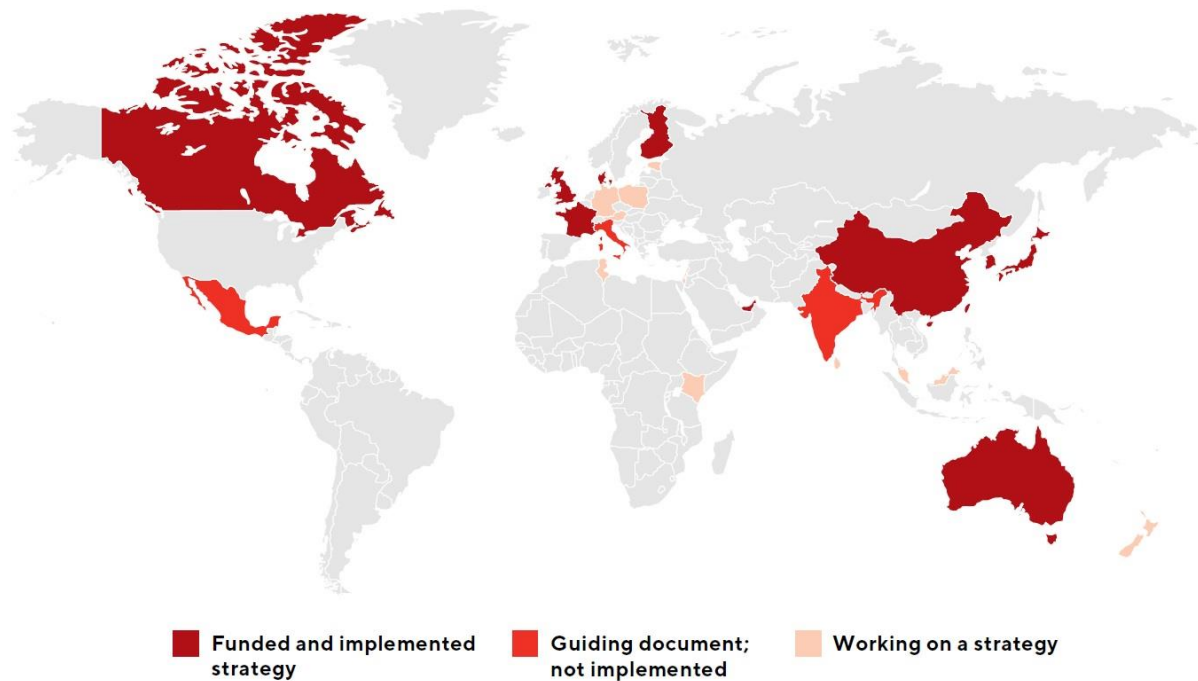 Funded and implemented
strategy
Guiding document;
not implemented
Working on a strategy